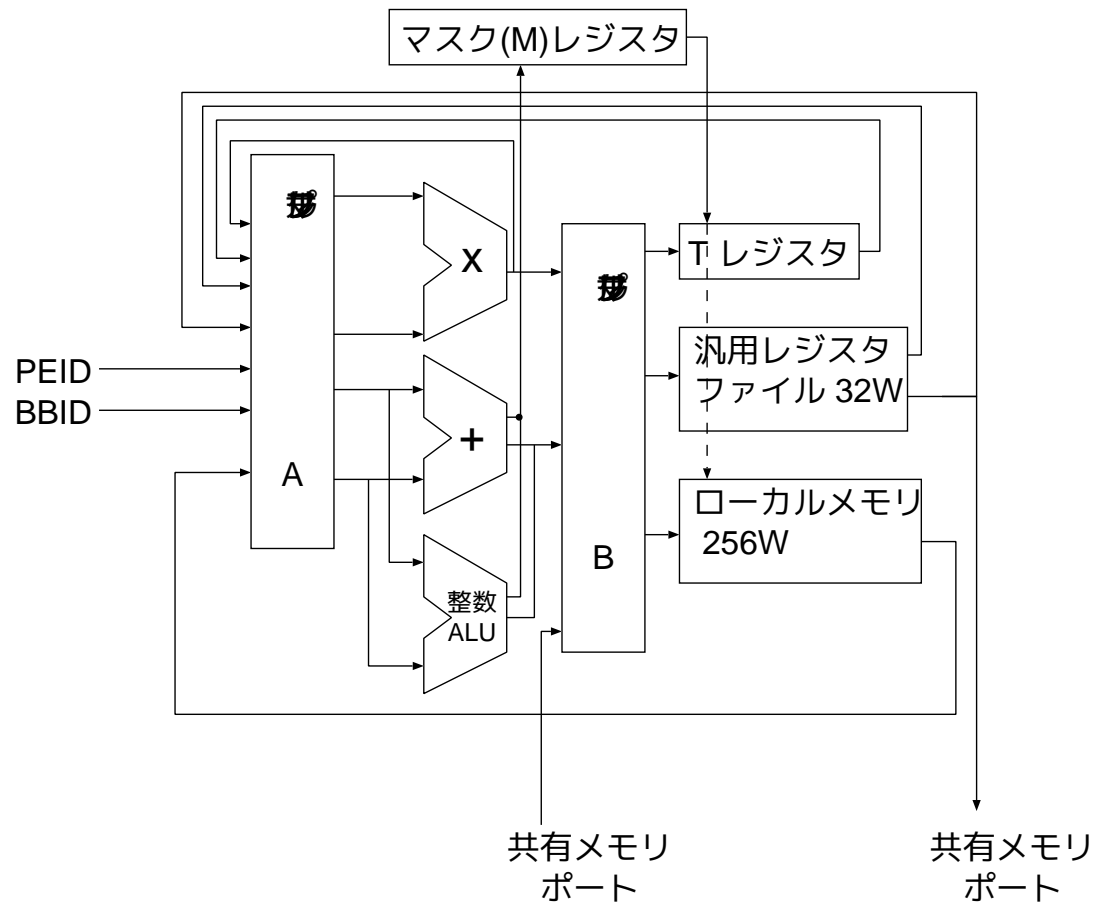 マスク(M)レジスタ
X
T レジスタ
汎用レジスタ
ファイル 32W
PEID
BBID
+
A
ローカルメモリ
256W
B
整数
ALU
共有メモリ
ポート
共有メモリ
ポート